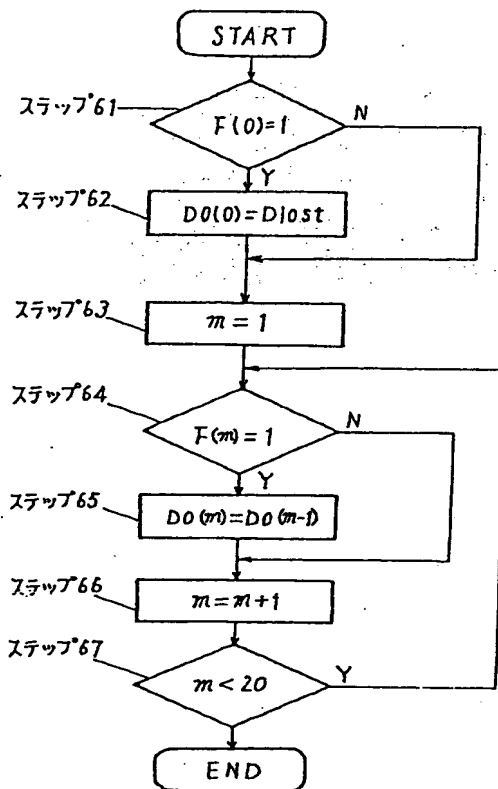 START
ステップ61
F(0)=1
N
Y
ステップ62
D0(0)=Dlost
ステップ63
m=1
ステップ64
F(m)=1
N
Y
ステップ65
D0(m)=D0(m-1)
ステップ66
m=m+1
ステップ67
m<20
Y
END